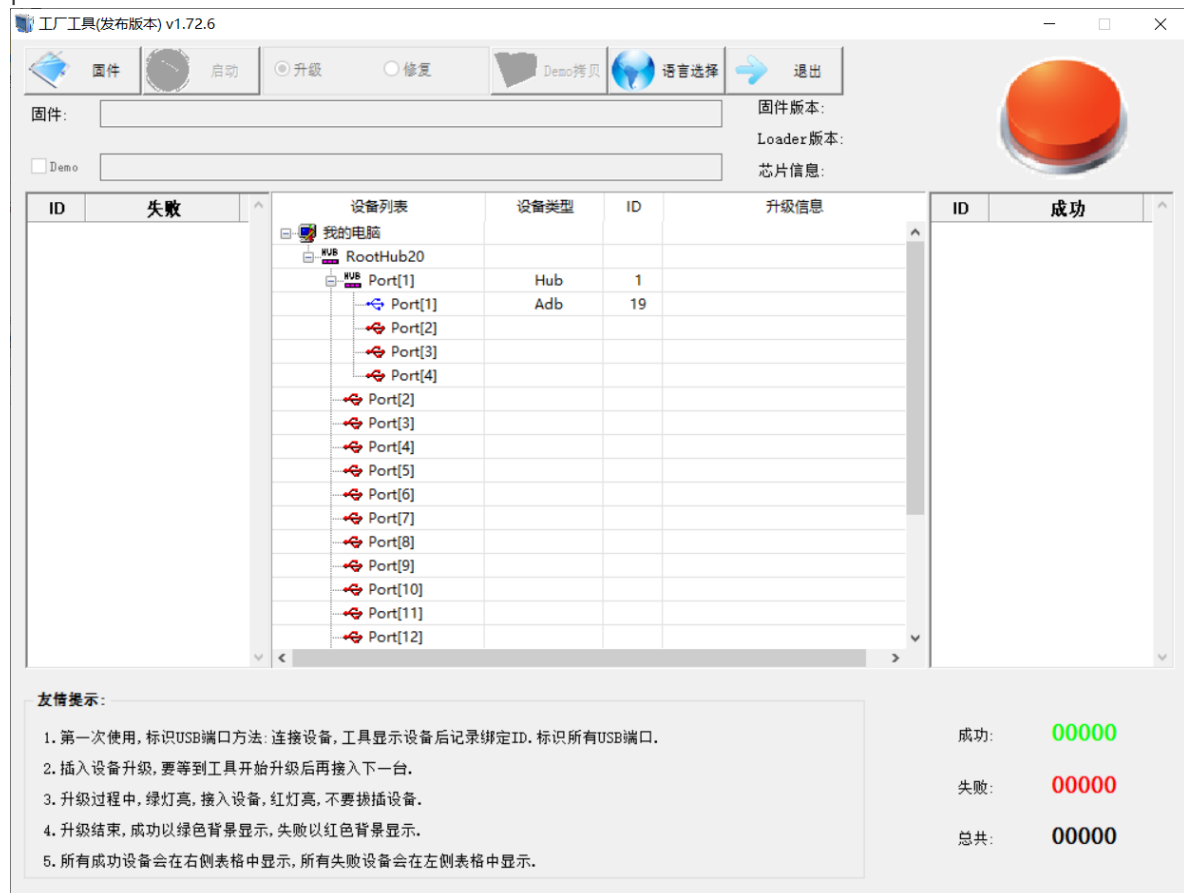 工厂工具(发布版本) v1.72.6
固件 启动 升级 修复 Demo拷贝 语言选择 退出
固件: 固件版本:
Loader版本:
Demo 芯片信息:
ID 失败 设备列表 设备类型 ID 升级信息 ID 成功
我的电脑
HUB RootHub20
HUB Port[1] Hub 1
Port[1] Adb 19
Port[2]
Port[3]
Port[4]
Port[2]
Port[3]
Port[4]
Port[5]
Port[6]
Port[7]
Port[8]
Port[9]
Port[10]
Port[11]
Port[12]
友情提示:
1.第一次使用,标识USB端口方法:连接设备,工具显示设备后记录绑定ID.标识所有USB端口.
2.插入设备升级,要等到工具开始升级后再接入下一台.
3.升级过程中,绿灯亮,接入设备,红灯亮,不要拔插设备.
4.升级结束,成功以绿色背景显示,失败以红色背景显示.
5.所有成功设备会在右侧表格中显示,所有失败设备会在左侧表格中显示.
成功: 00000
失败: 00000
总共: 00000